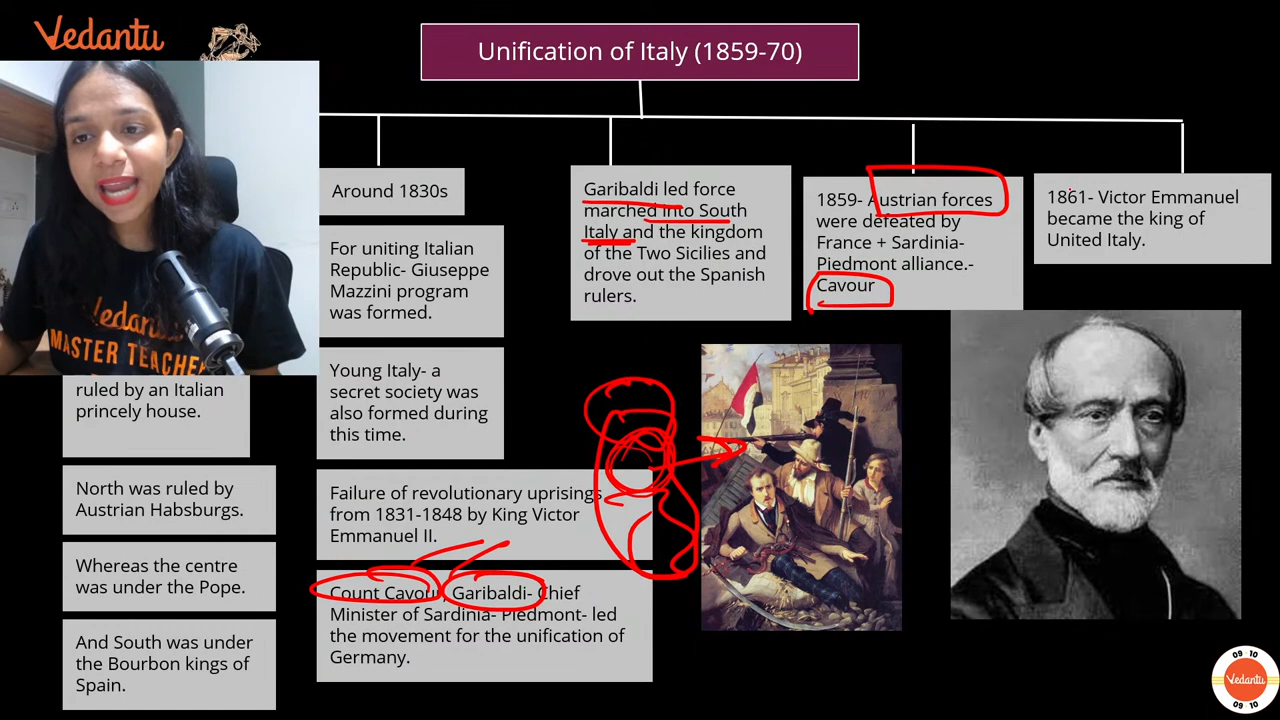 Vedantu
Unification of Italy (1859-70)
Vedantu
MASTER TEACHER
ruled by an Italian
princely house.
North was ruled by
Austrian Habsburgs.
Whereas the centre
was under the Pope.
And South was under
the Bourbon kings of
Spain.
Around 1830s
For uniting Italian
Republic- Giuseppe
Mazzini program
was formed.
Young Italy- a
secret society was
also formed during
this time.
Failure of revolutionary uprisings
from 1831-1848 by King Victor
Emmanuel II.
Count Cavour, Garibaldi- Chief
Minister of Sardinia- Piedmont- led
the movement for the unification of
Germany.
Garibaldi led force
marched into South
Italy and the kingdom
of the Two Sicilies and
drove out the Spanish
rulers.
1859- Austrian forces
were defeated by
France + Sardinia-
Piedmont alliance.-
Cavour
1861- Victor Emmanuel
became the king of
United Italy.
09 10
Vedantu
09 10